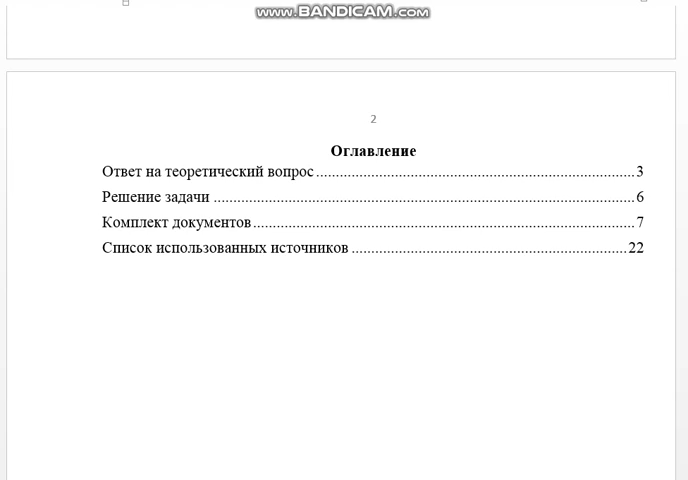 www.BANDICAM.com
2
Оглавление
Ответ на теоретический вопрос........................................................................3
Решение задачи ................................................................................................6
Комплект документов.......................................................................................7
Список использованных источников ..............................................................22